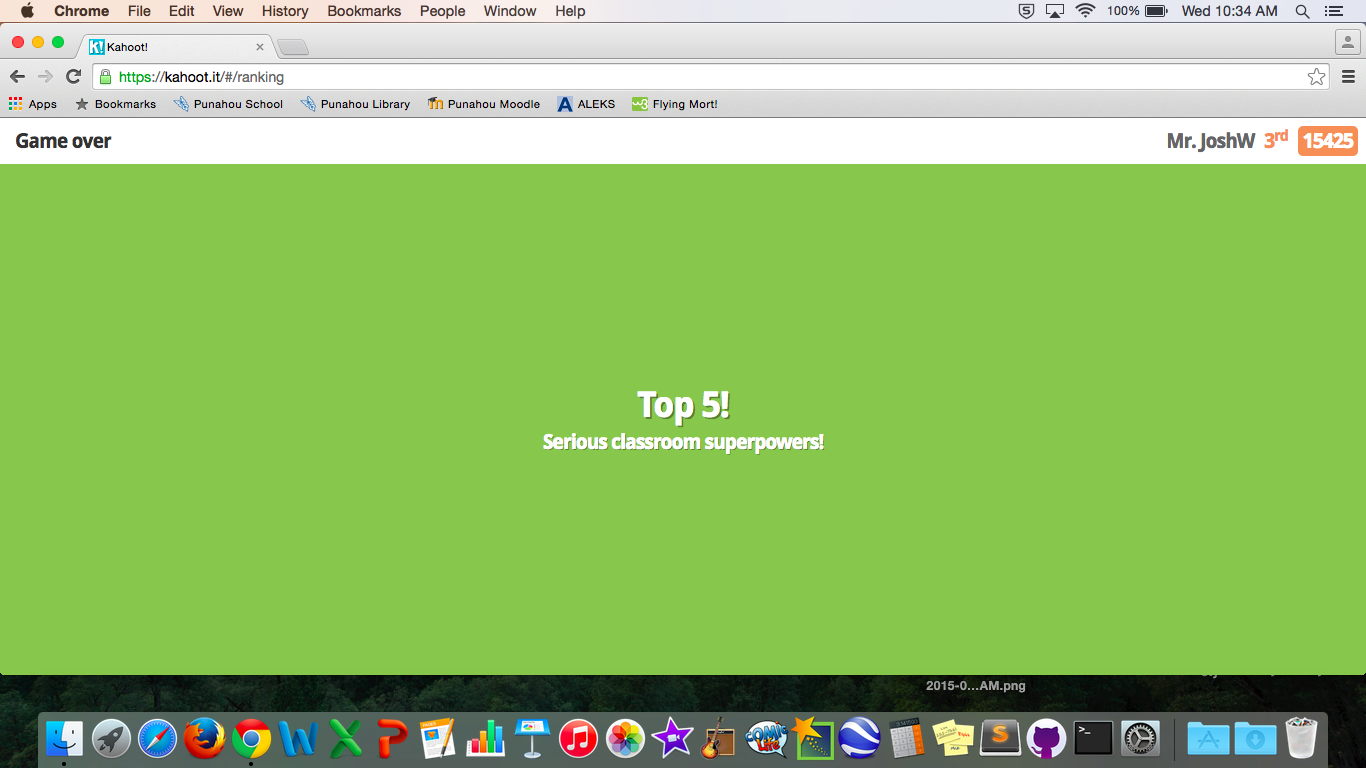 Chrome File Edit View History Bookmarks People Window Help 100% Wed 10:34 AM
K! Kahoot!
https://kahoot.it/#/ranking
Apps Bookmarks Punahou School Punahou Library Punahou Moodle A ALEKS Flying Mort!
Game over Mr. JoshW 3rd 15425
Top 5!
Serious classroom superpowers!
2015-0...AM.png